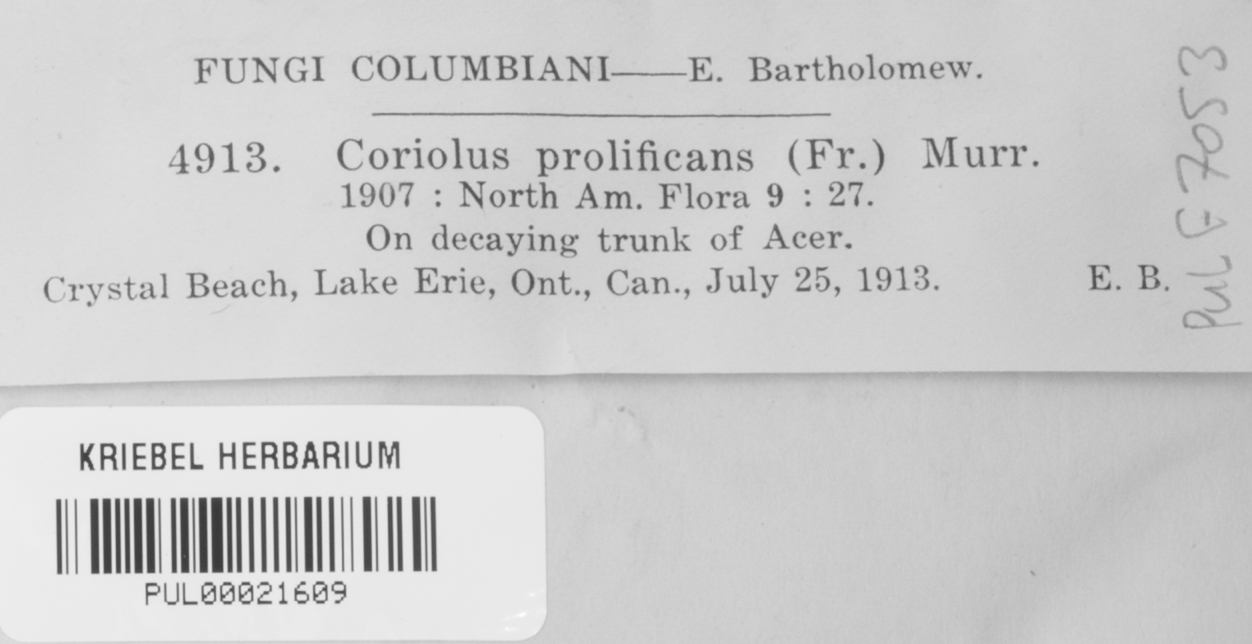 FUNGI COLUMBIANI——E. Bartholomew.
4913. Coriolus prolificans (Fr.) Murr.
1907 : North Am. Flora 9 : 27.
On decaying trunk of Acer.
Crystal Beach, Lake Erie, Ont., Can., July 25, 1913. E. B.
PUL F 7053
KRIEBEL HERBARIUM
PUL00021609